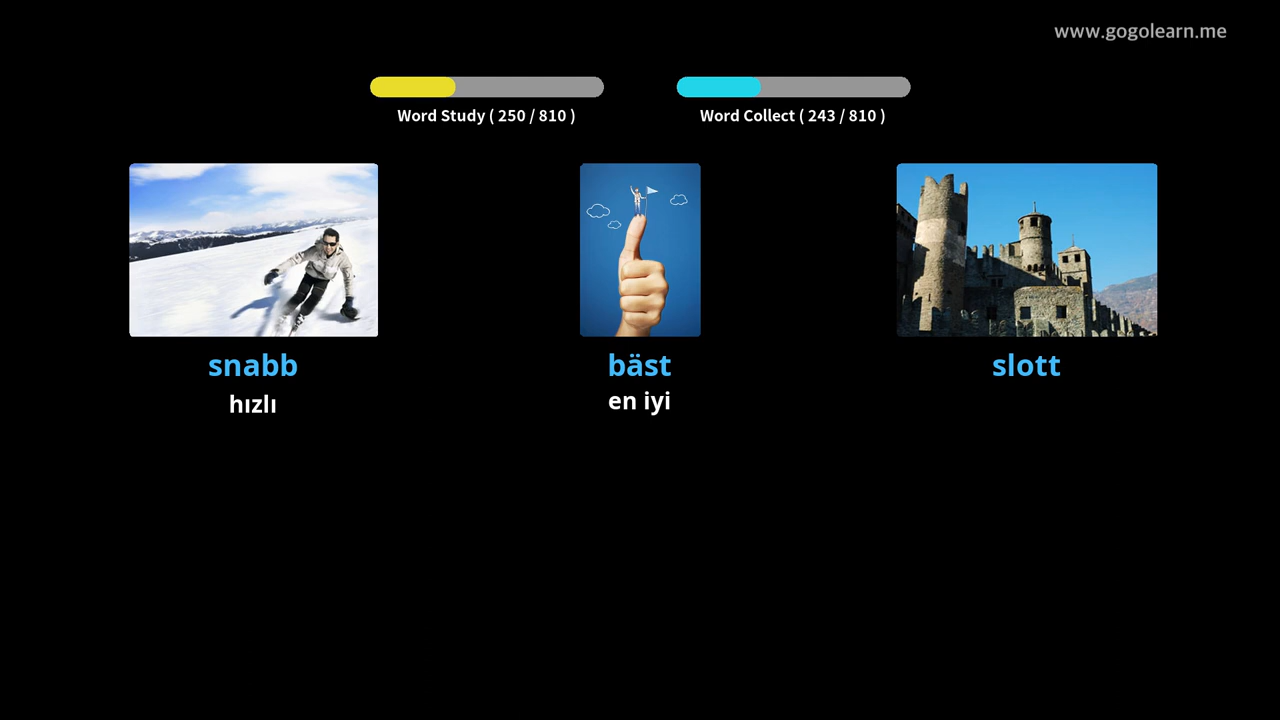 www.gogolearn.me
Word Study ( 250 / 810 )
Word Collect ( 243 / 810 )
snabb
hızlı
bäst
en iyi
slott